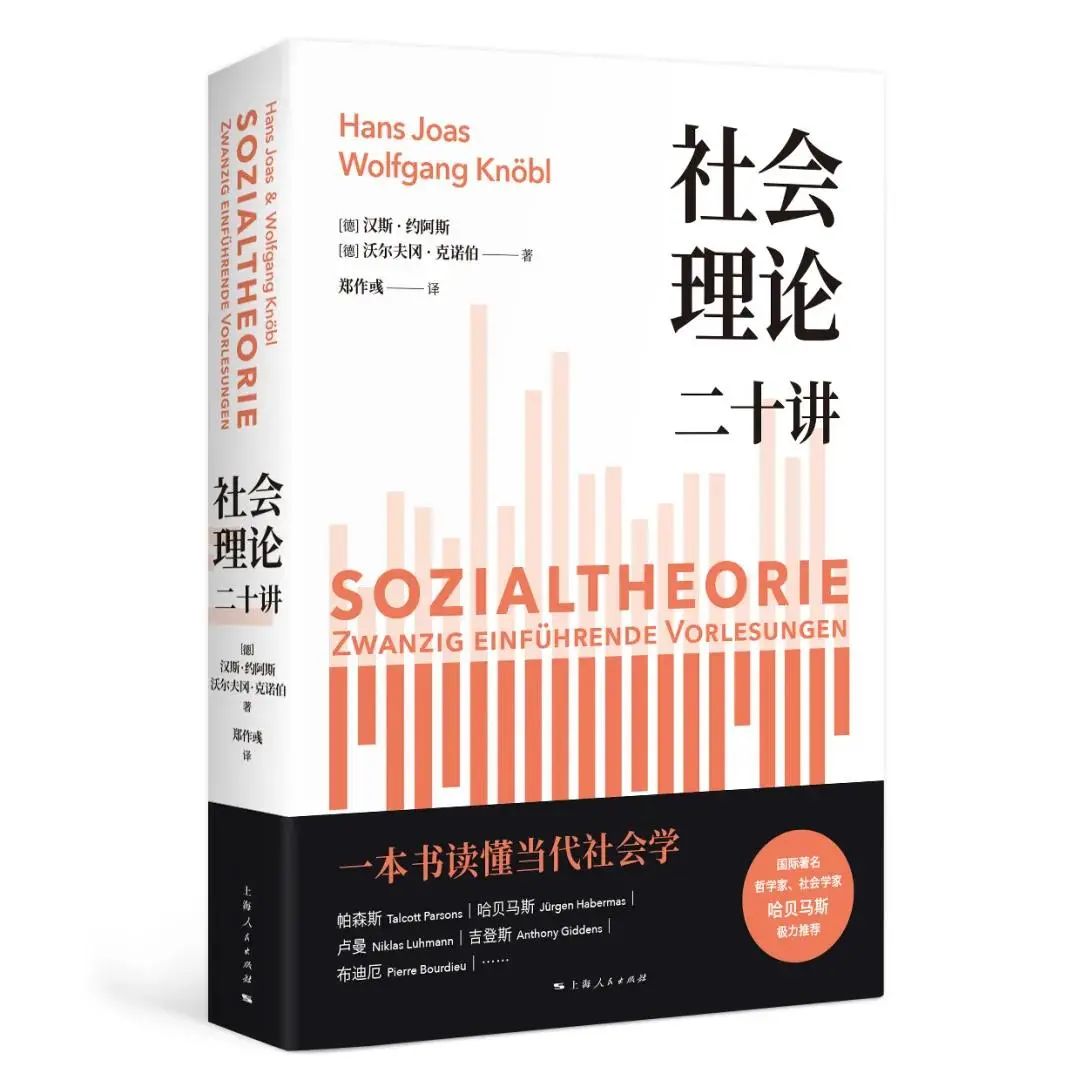 Hans Joas
Wolfgang Knöbl
[德] 汉斯·约阿斯
[德] 沃尔夫冈·克诺伯 —— 著
郑作彧 —— 译
社会
理论
二十讲
SOZIALTHEORIE
ZWANZIG EINFÜHRENDE VORLESUNGEN
一本书读懂当代社会学
帕森斯 Talcott Parsons | 哈贝马斯 Jürgen Habermas |
卢曼 Niklas Luhmann | 吉登斯 Anthony Giddens |
布迪厄 Pierre Bourdieu | ……
国际著名
哲学家、社会学家
哈贝马斯
极力推荐
上海人民出版社
Hans Joas & Wolfgang Knöbl
SOZIALTHEORIE
ZWANZIG EINFÜHRENDE VORLESUNGEN
社会
理论
二十讲
[德]
汉斯·约阿斯
沃尔夫冈·克诺伯
著
郑作彧
译
上海人民出版社